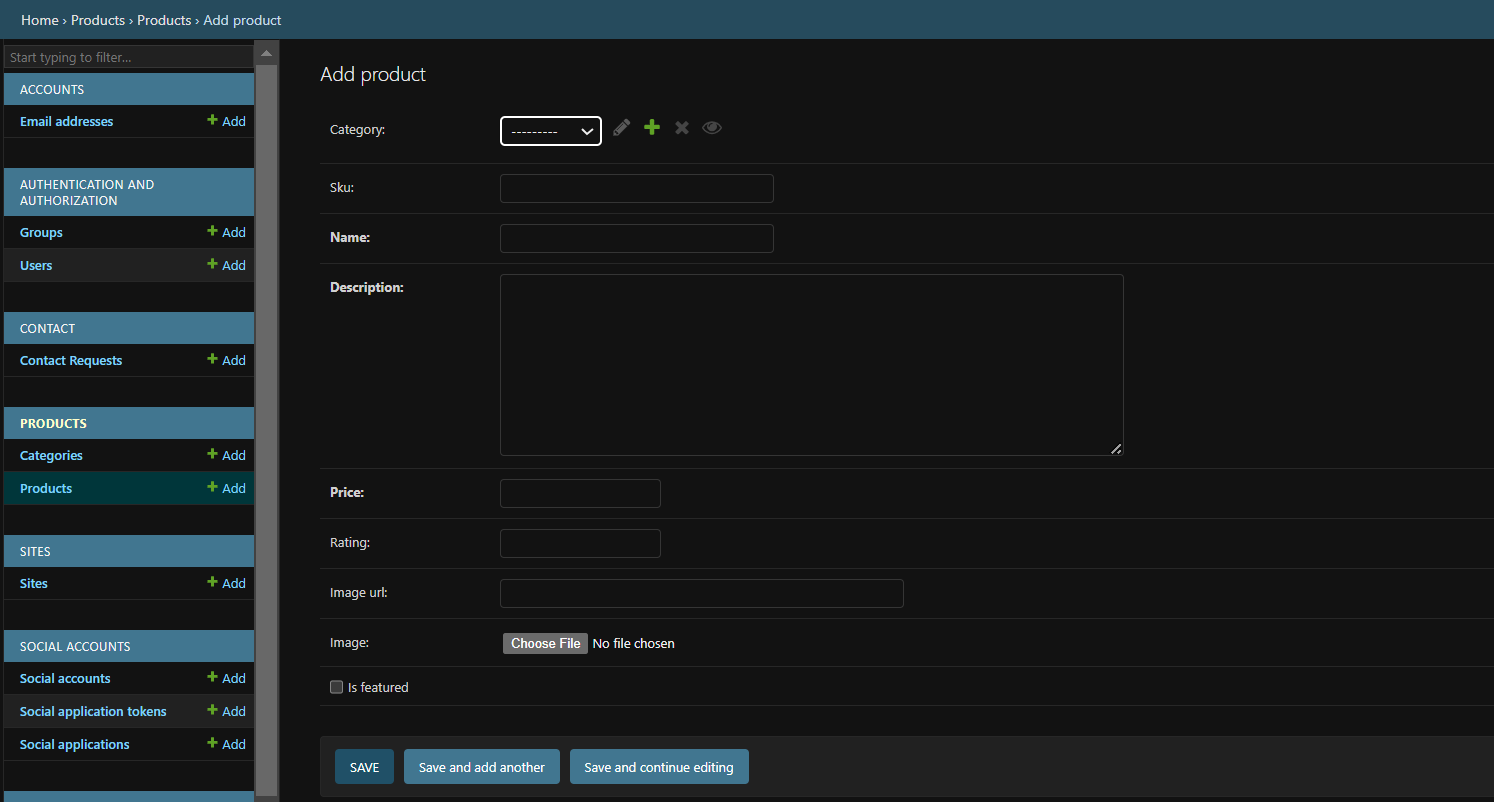 Home › Products › Products › Add product
Start typing to filter...
ACCOUNTS
Email addresses Add
AUTHENTICATION AND
AUTHORIZATION
Groups Add
Users Add
CONTACT
Contact Requests Add
PRODUCTS
Categories Add
Products Add
SITES
Sites Add
SOCIAL ACCOUNTS
Social accounts Add
Social application tokens Add
Social applications Add
Add product
Category: ---------
Sku:
Name:
Description:
Price:
Rating:
Image url:
Image: Choose File No file chosen
Is featured
SAVE Save and add another Save and continue editing